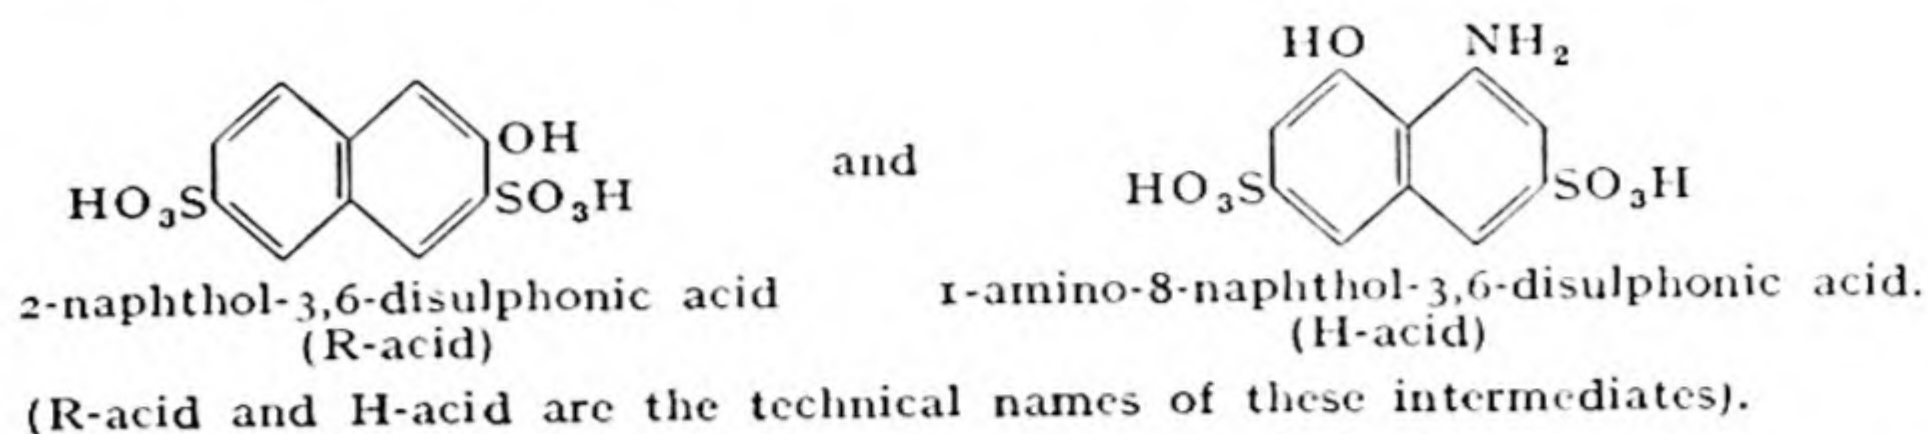 HO NH₂
OH
and
HO₃S SO₃H HO₃S SO₃H
2-naphthol-3,6-disulphonic acid 1-amino-8-naphthol-3,6-disulphonic acid.
(R-acid) (H-acid)
(R-acid and H-acid are the technical names of these intermediates).